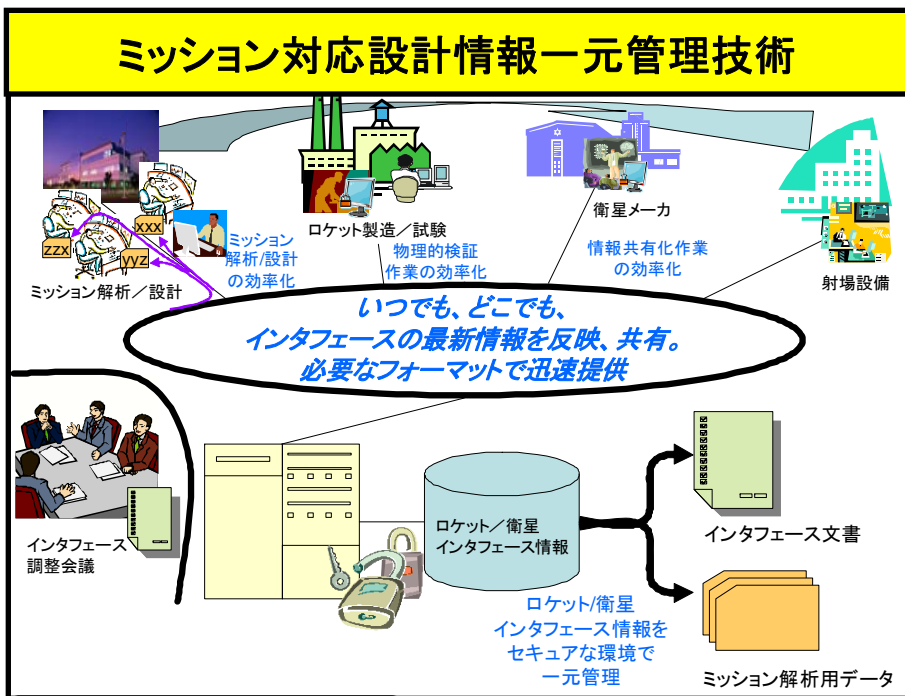 ミッション対応設計情報一元管理技術
zzx
xxx
yyz
ミッション解析／設計
ミッション
解析/設計
の効率化
ロケット製造／試験
物理的検証
作業の効率化
衛星メーカ
情報共有化作業
の効率化
射場設備
いつでも、どこでも、
インタフェースの最新情報を反映、共有。
必要なフォーマットで迅速提供
インタフェース
調整会議
ロケット／衛星
インタフェース情報
ロケット/衛星
インタフェース情報を
セキュアな環境で
一元管理
インタフェース文書
ミッション解析用データ